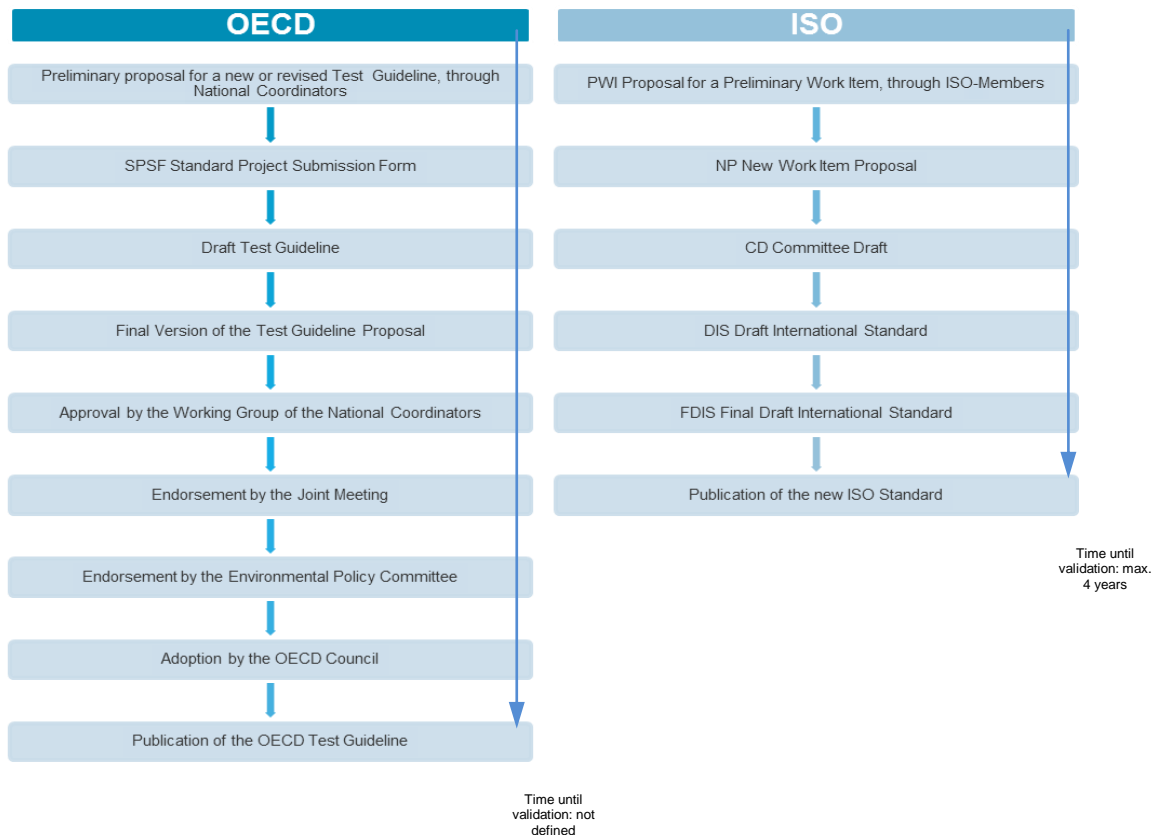 OECD
Preliminary proposal for a new or revised Test Guideline, through
National Coordinators
SPSF Standard Project Submission Form
Draft Test Guideline
Final Version of the Test Guideline Proposal
Approval by the Working Group of the National Coordinators
Endorsement by the Joint Meeting
Endorsement by the Environmental Policy Committee
Adoption by the OECD Council
Publication of the OECD Test Guideline
Time until
validation: not
defined
ISO
PWI Proposal for a Preliminary Work Item, through ISO-Members
NP New Work Item Proposal
CD Committee Draft
DIS Draft International Standard
FDIS Final Draft International Standard
Publication of the new ISO Standard
Time until
validation: max.
4 years